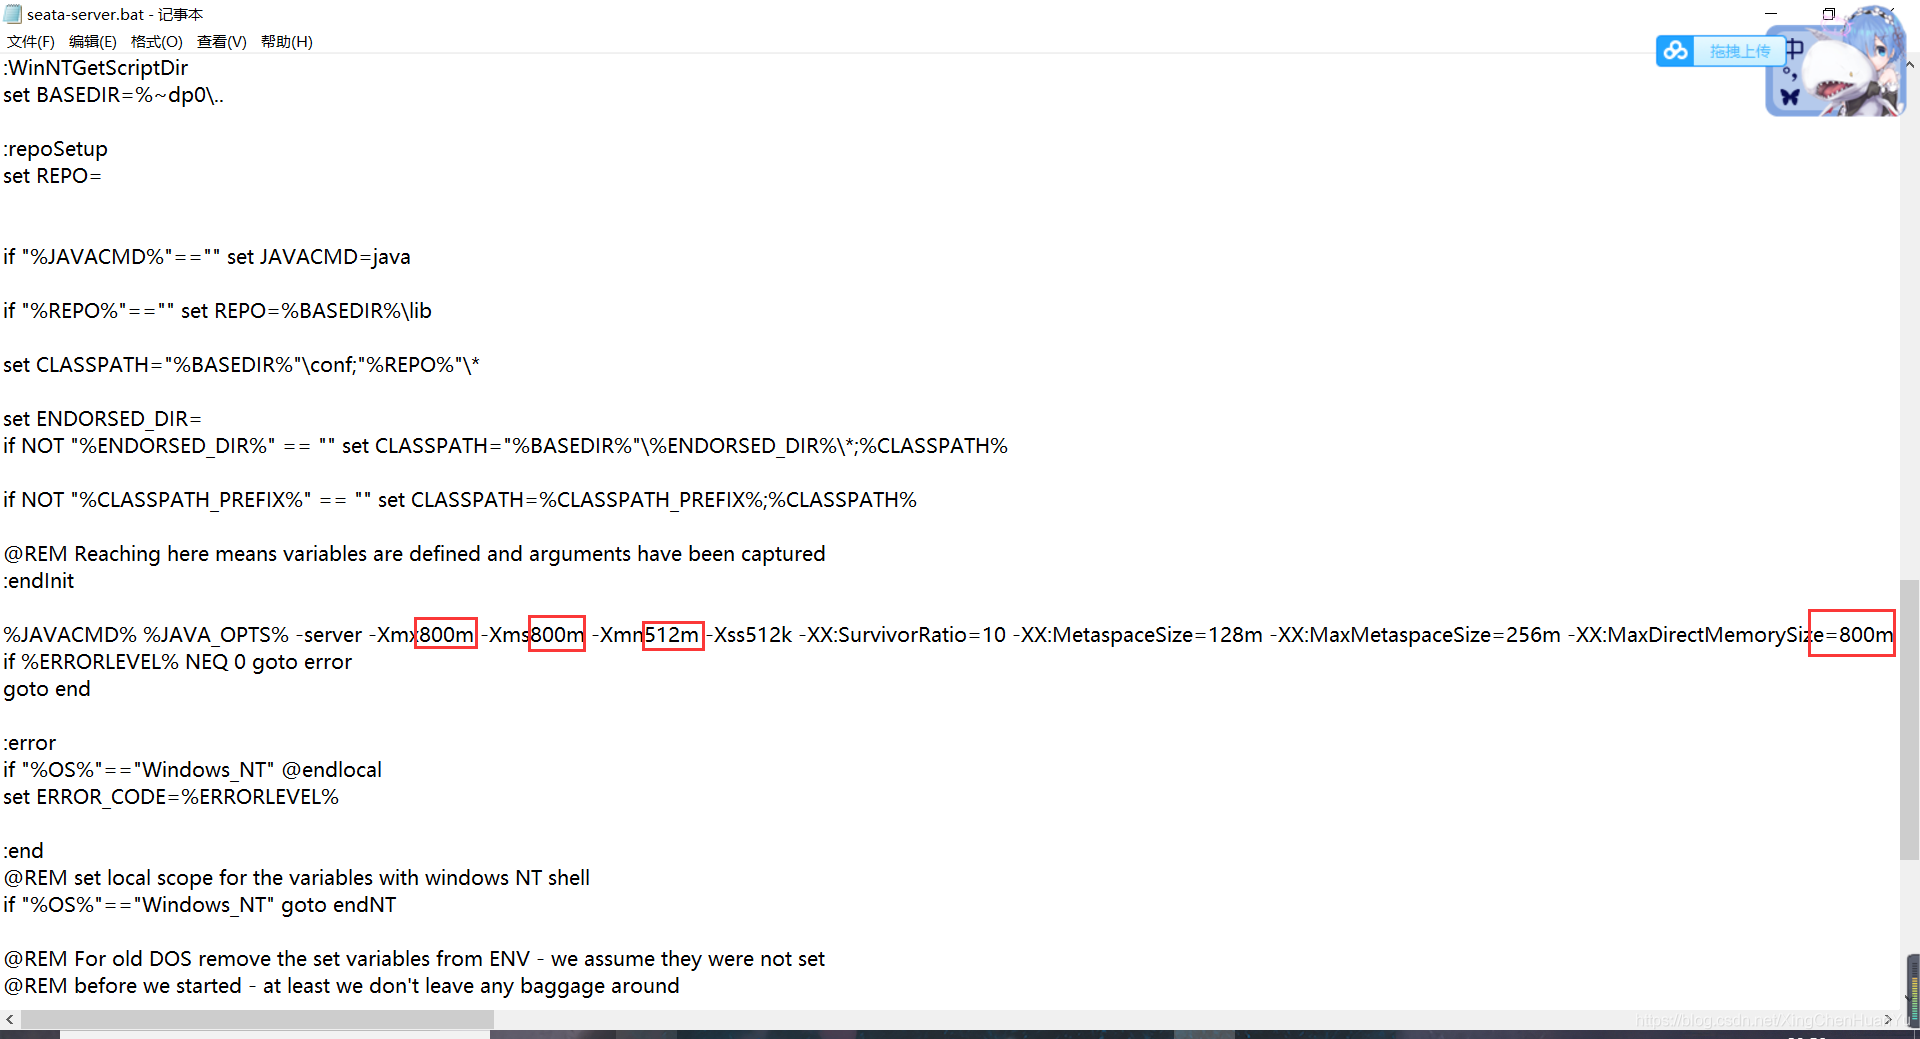 seata-server.bat - 记事本
文件(F) 编辑(E) 格式(O) 查看(V) 帮助(H)
拖拽上传
中
:WinNTGetScriptDir
set BASEDIR=%~dp0\..
:repoSetup
set REPO=
if "%JAVACMD%"=="" set JAVACMD=java
if "%REPO%"=="" set REPO=%BASEDIR%\lib
set CLASSPATH="%BASEDIR%"\conf;"%REPO%"\*
set ENDORSED_DIR=
if NOT "%ENDORSED_DIR%" == "" set CLASSPATH="%BASEDIR%"\%ENDORSED_DIR%\*;%CLASSPATH%
if NOT "%CLASSPATH_PREFIX%" == "" set CLASSPATH=%CLASSPATH_PREFIX%;%CLASSPATH%
@REM Reaching here means variables are defined and arguments have been captured
:endInit
%JAVACMD% %JAVA_OPTS% -server -Xmx800m -Xms800m -Xmn512m -Xss512k -XX:SurvivorRatio=10 -XX:MetaspaceSize=128m -XX:MaxMetaspaceSize=256m -XX:MaxDirectMemorySize=800m
if %ERRORLEVEL% NEQ 0 goto error
goto end
:error
if "%OS%"=="Windows_NT" @endlocal
set ERROR_CODE=%ERRORLEVEL%
:end
@REM set local scope for the variables with windows NT shell
if "%OS%"=="Windows_NT" goto endNT
@REM For old DOS remove the set variables from ENV - we assume they were not set
@REM before we started - at least we don't leave any baggage around